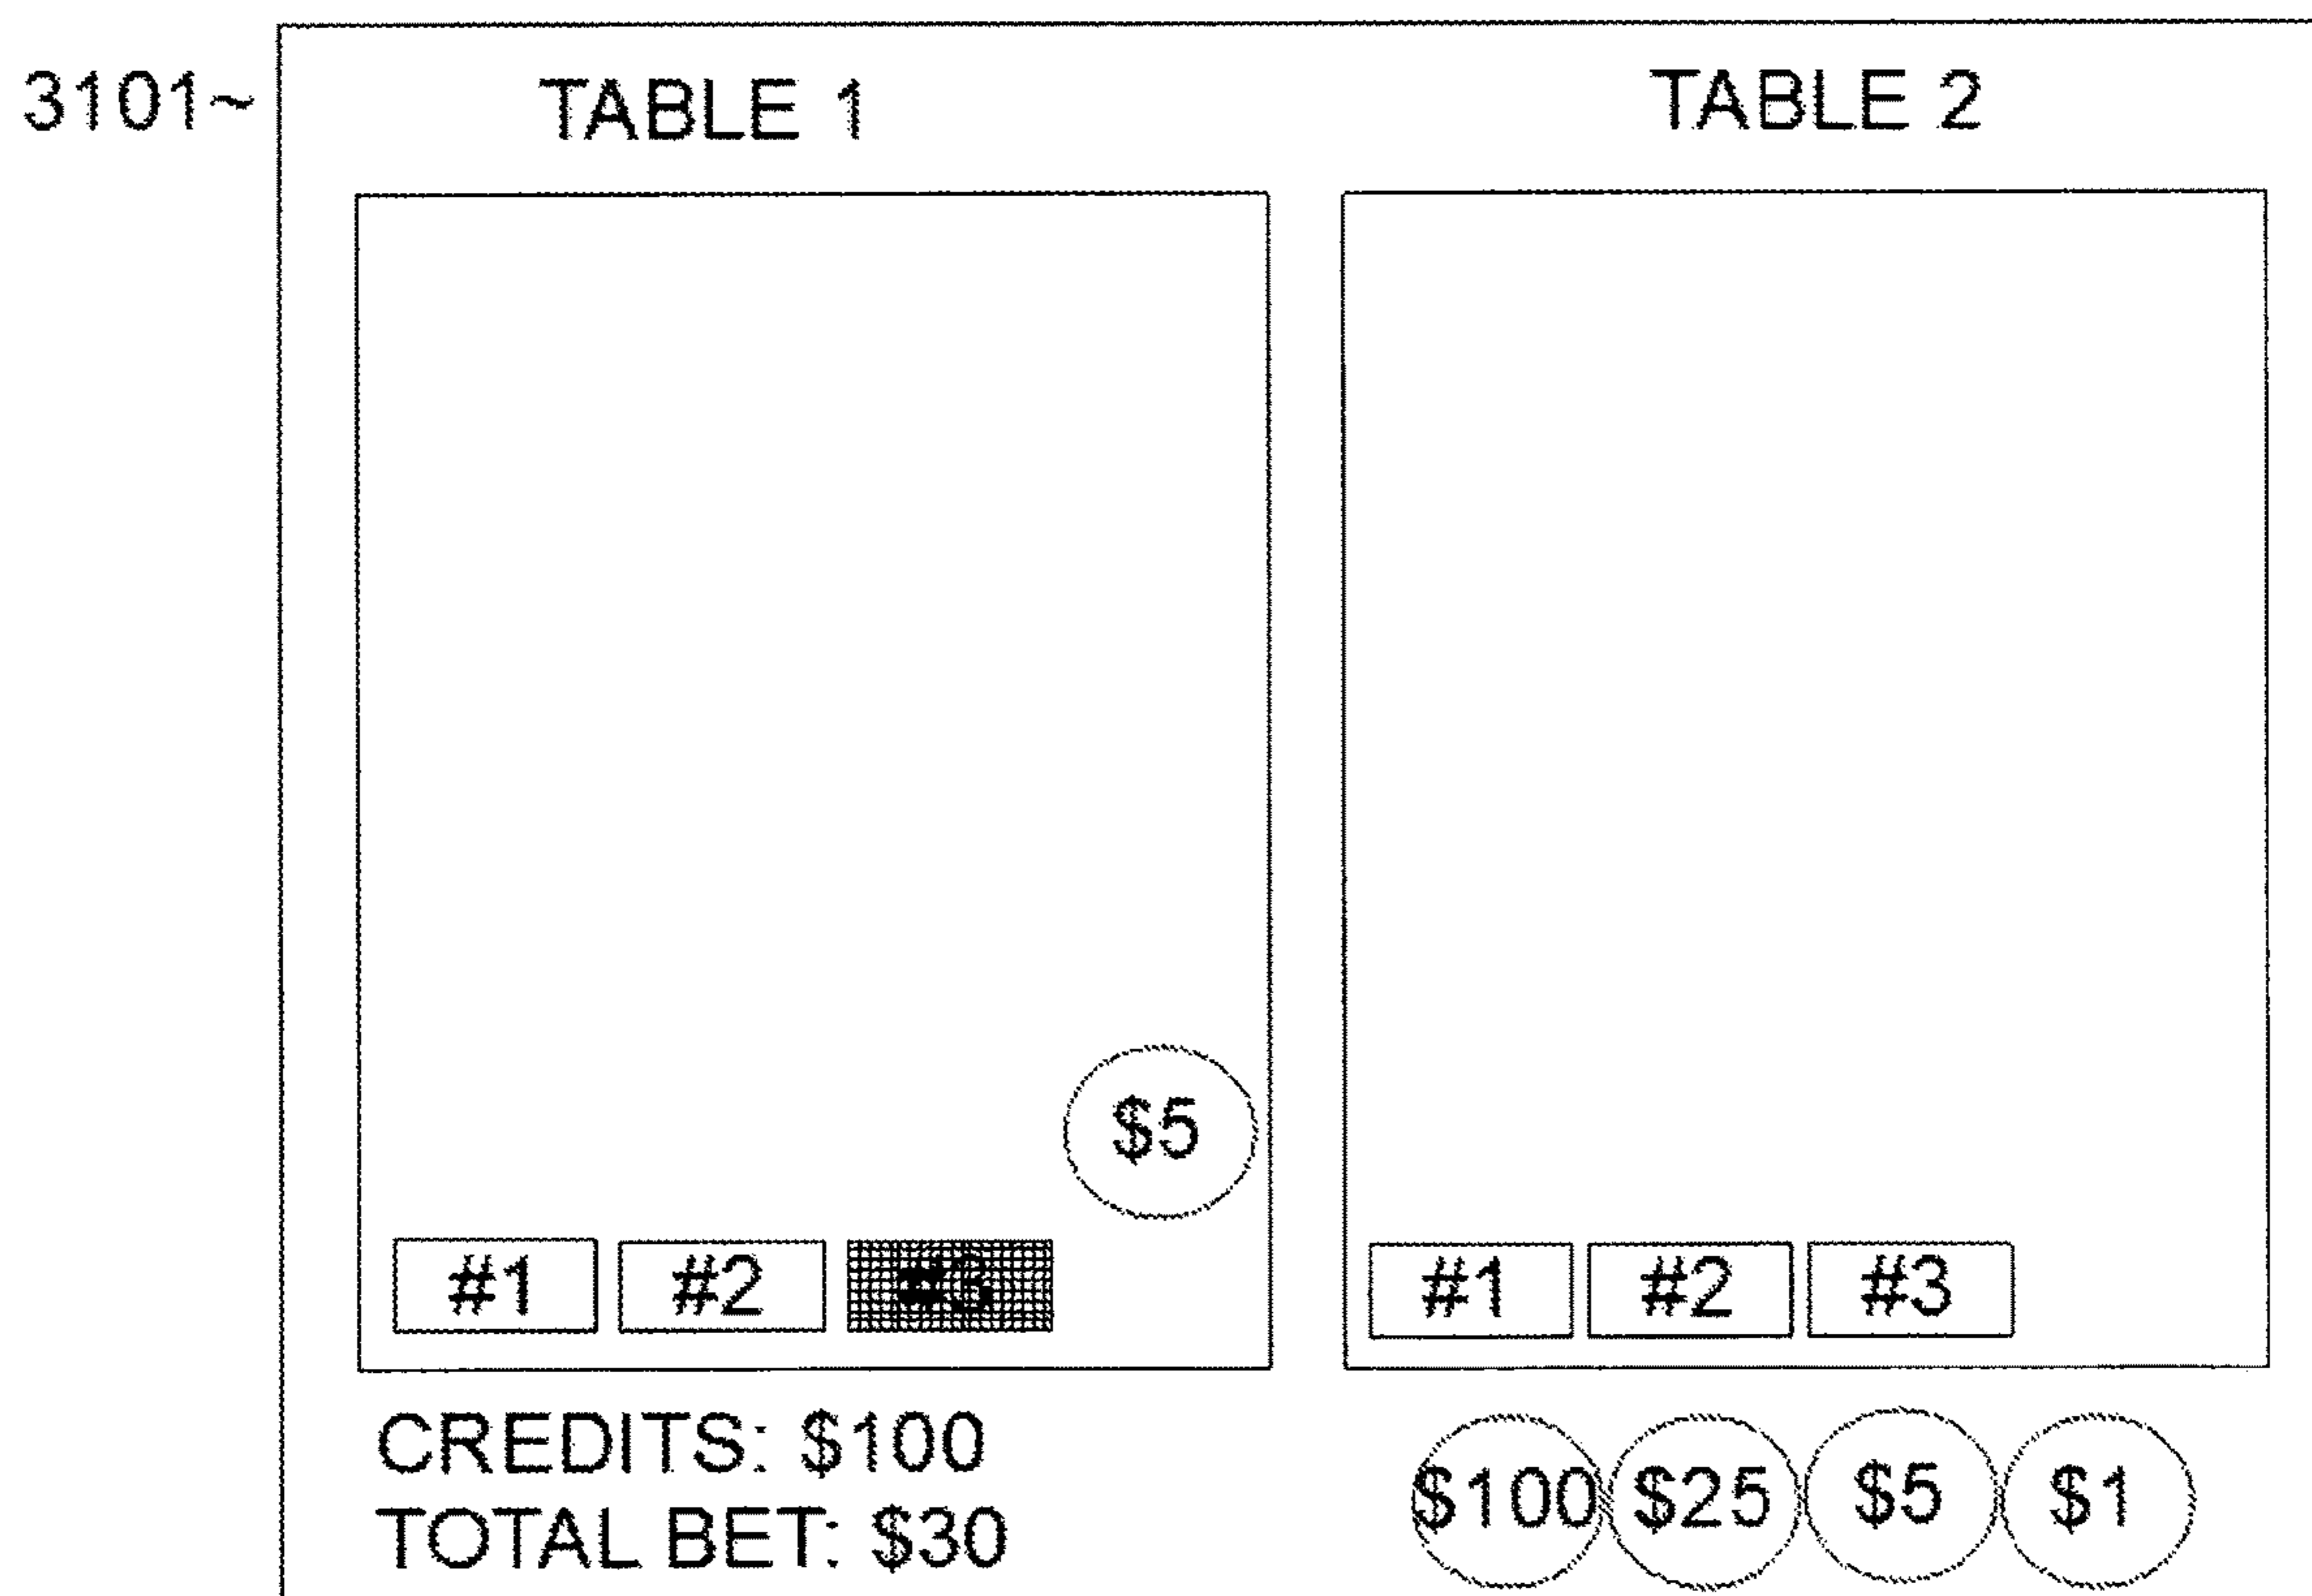 3101~
TABLE 1
TABLE 2
$5
#1 #2 #3
#1 #2 #3
CREDITS: $100
TOTAL BET: $30
$100 $25 $5 $1